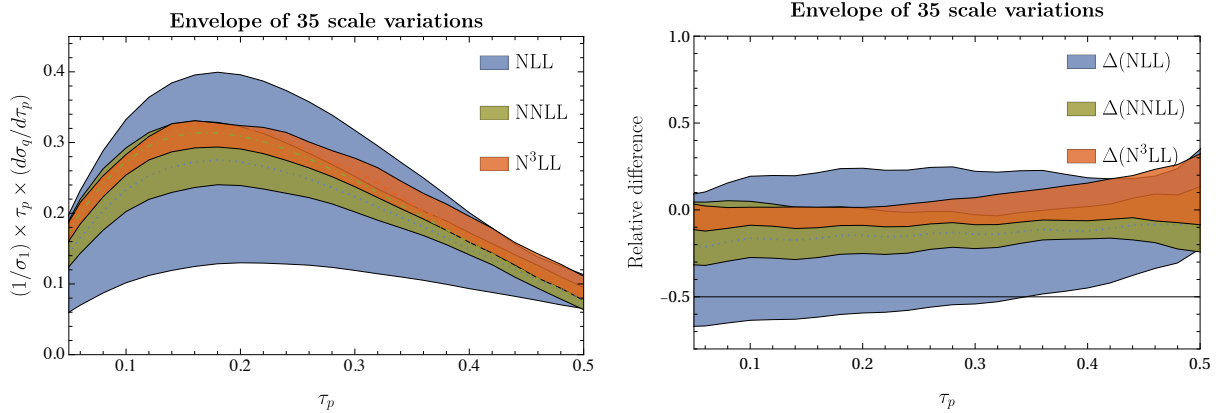 Envelope of 35 scale variations
(1/σ₁) × τₚ × (dσ_q/dτₚ)
0.4
0.3
0.2
0.1
0.0
NLL
NNLL
N³LL
0.1
0.2
0.3
0.4
0.5
τₚ
Envelope of 35 scale variations
Relative difference
1.0
0.5
0.0
−0.5
Δ(NLL)
Δ(NNLL)
Δ(N³LL)
0.1
0.2
0.3
0.4
0.5
τₚ